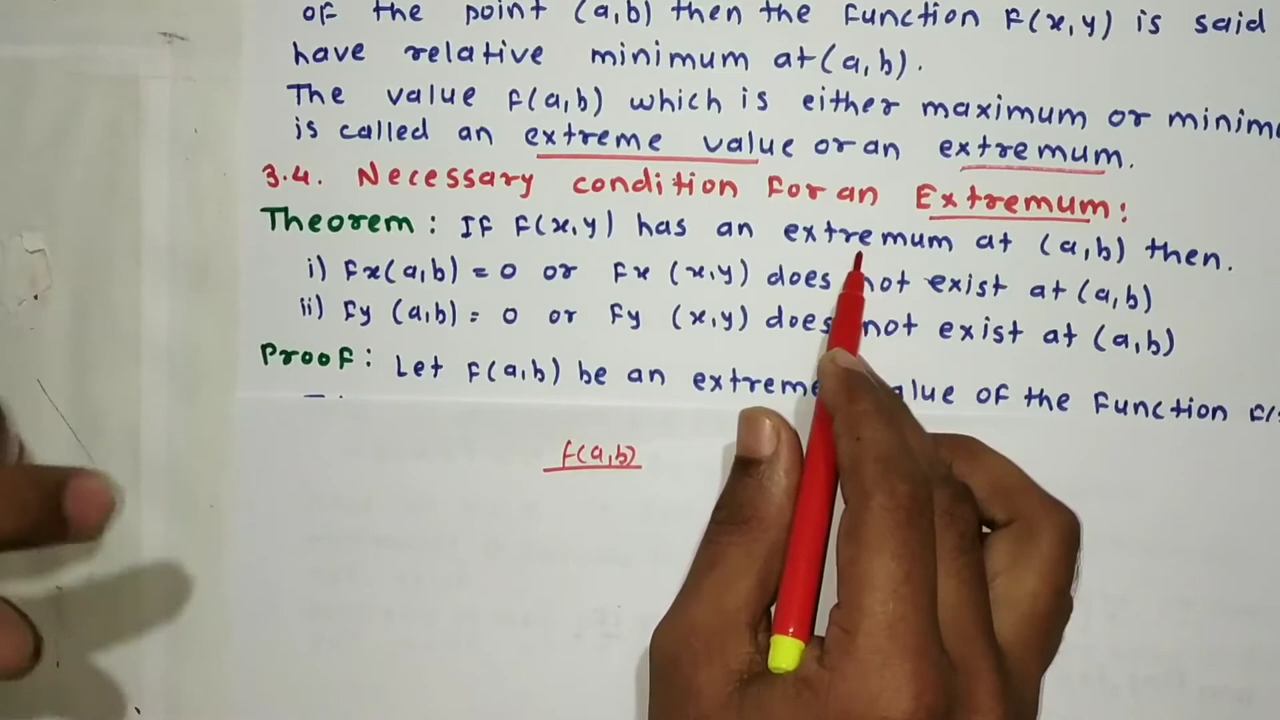 of the point (a,b) then the function F(x,y) is said
have relative minimum at (a,b).
The value f(a,b) which is either maximum or minim
is called an extreme value or an extremum.
3.4. Necessary condition For an Extremum:
Theorem: If F(x,y) has an extremum at (a,b) then.
i) Fx(a,b) = 0 or Fx (x,y) does not exist at (a,b)
ii) Fy (a,b) = 0 or Fy (x,y) does not exist at (a,b)
Proof: Let F(a,b) be an extreme value of the Function
f(a,b)